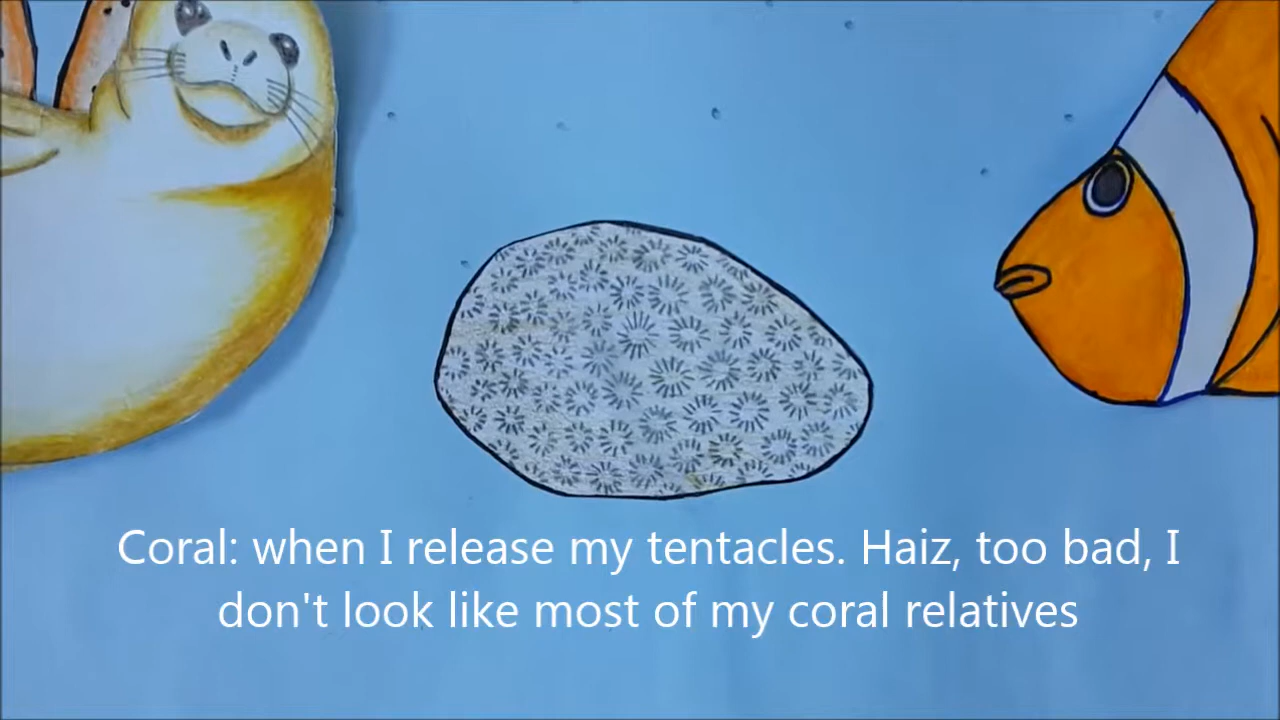 Coral: when I release my tentacles. Haiz, too bad, I
don't look like most of my coral relatives